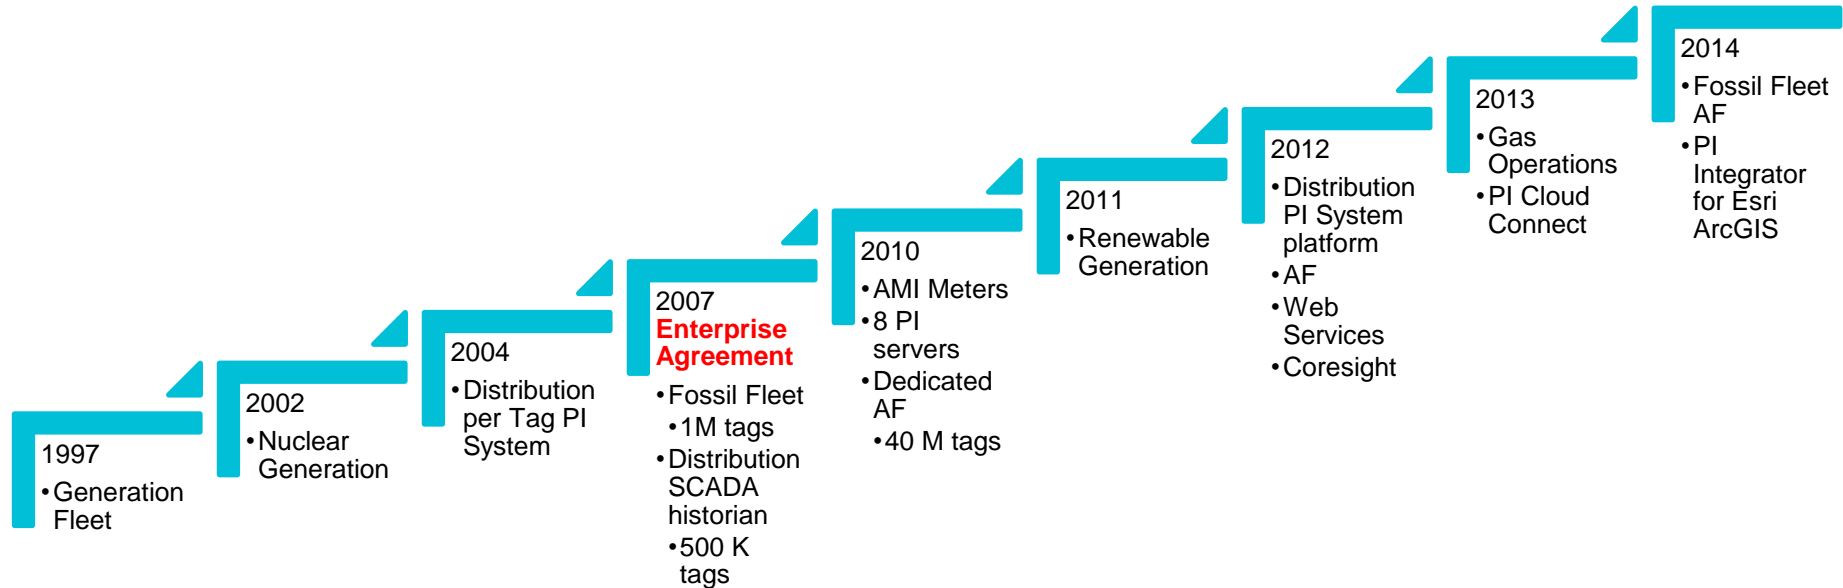 1997
•Generation
Fleet
2002
•Nuclear
Generation
2004
•Distribution
per Tag PI
System
2007
Enterprise
Agreement
•Fossil Fleet
•1M tags
•Distribution
SCADA
historian
•500 K
tags
2010
•AMI Meters
•8 PI
servers
•Dedicated
AF
•40 M tags
2011
•Renewable
Generation
2012
•Distribution
PI System
platform
•AF
•Web
Services
•Coresight
2013
•Gas
Operations
•PI Cloud
Connect
2014
•Fossil Fleet
AF
•PI
Integrator
for Esri
ArcGIS